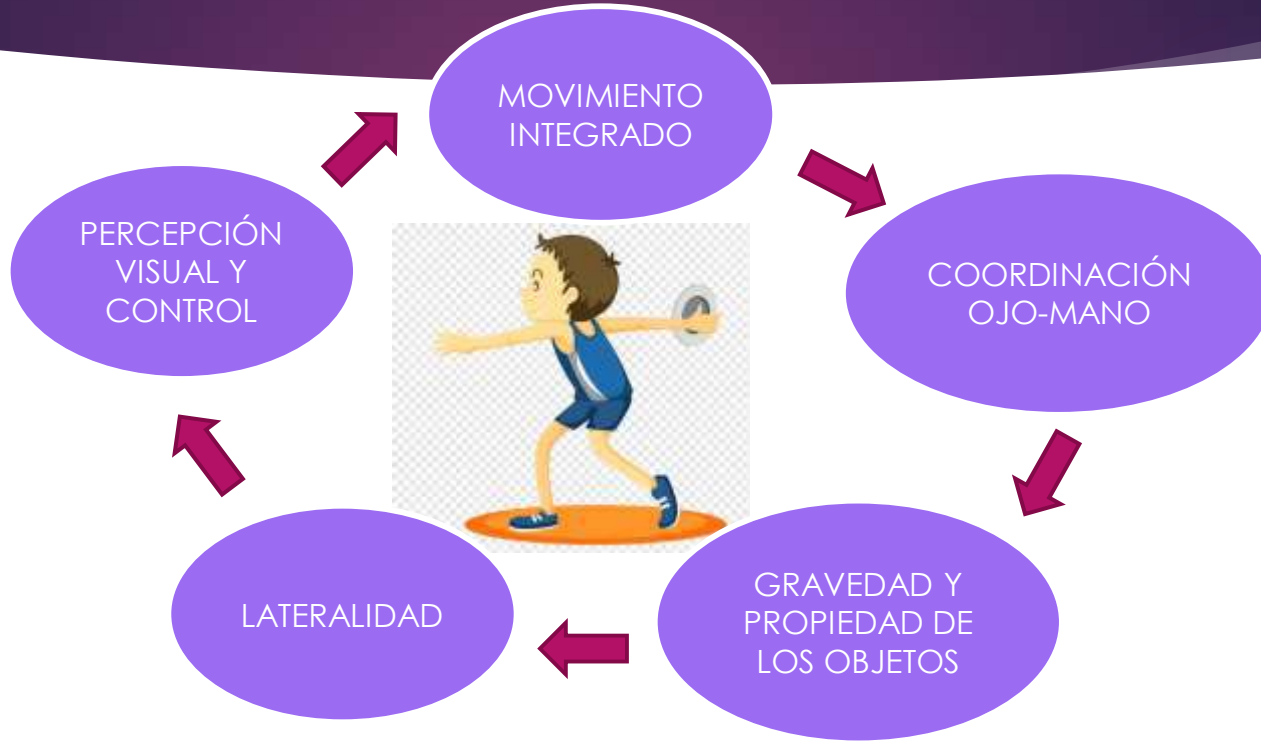 MOVIMIENTO
INTEGRADO
COORDINACIÓN
OJO-MANO
GRAVEDAD Y
PROPIEDAD DE
LOS OBJETOS
LATERALIDAD
PERCEPCIÓN
VISUAL Y
CONTROL